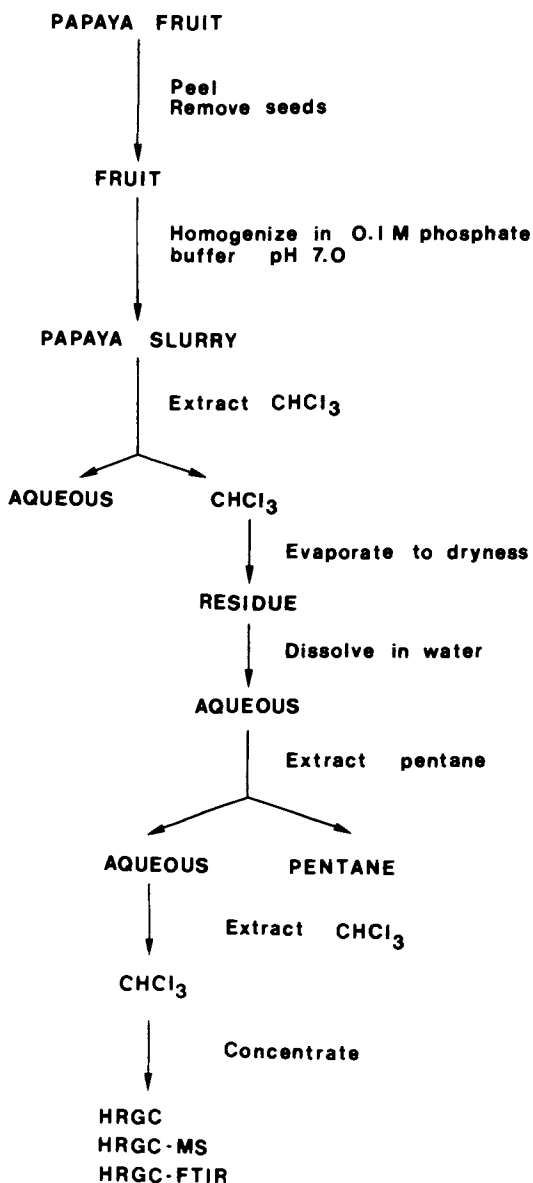 PAPAYA FRUIT
Peel
Remove seeds
FRUIT
Homogenize in 0.1 M phosphate
buffer pH 7.0
PAPAYA SLURRY
Extract CHCl3
AQUEOUS
CHCl3
Evaporate to dryness
RESIDUE
Dissolve in water
AQUEOUS
Extract pentane
AQUEOUS
PENTANE
Extract CHCl3
CHCl3
Concentrate
HRGC
HRGC-MS
HRGC-FTIR